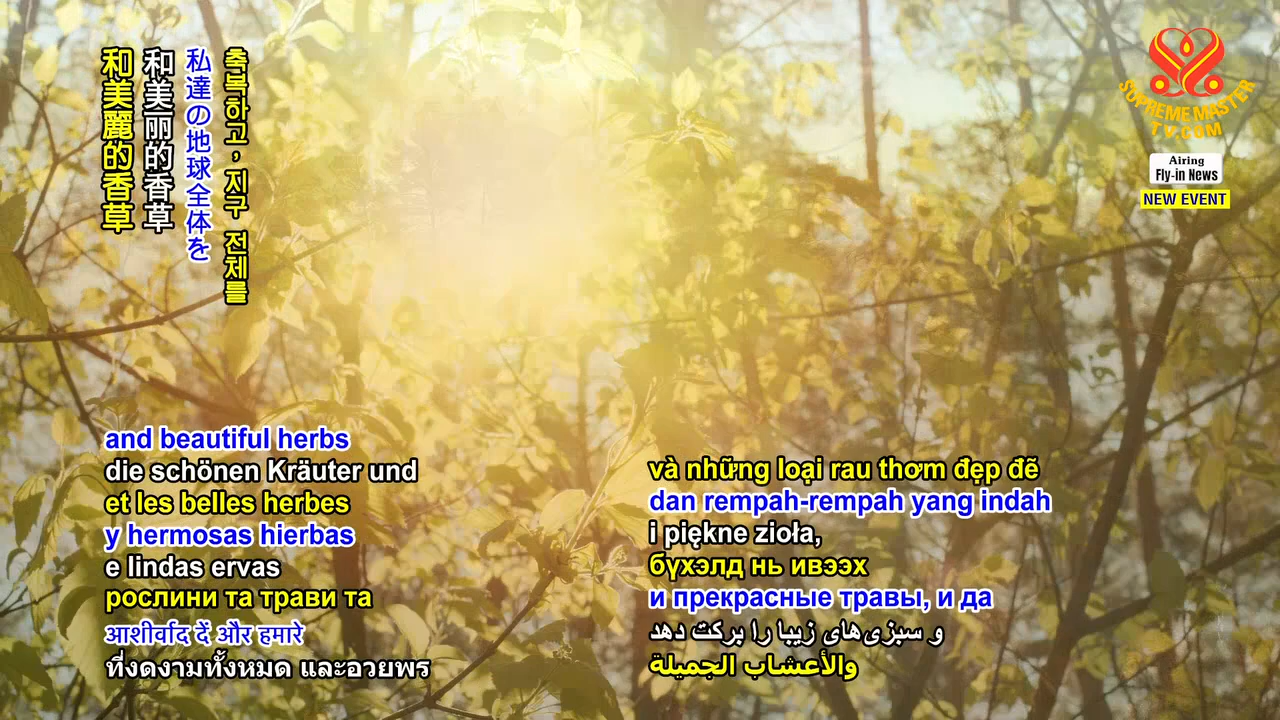 축복하고, 지구 전체를
私達の地球全体を
和美丽的香草
和美麗的香草
SUPREME MASTER
TV.COM
Airing
Fly-in News
NEW EVENT
and beautiful herbs
die schönen Kräuter und
et les belles herbes
y hermosas hierbas
e lindas ervas
рослини та трави та
आशीर्वाद दें और हमारे
ที่งดงามทั้งหมด และอวยพร
và những loại rau thơm đẹp đẽ
dan rempah-rempah yang indah
i piękne zioła,
бүхэлд нь ивээх
и прекрасные травы, и да
و سبزی‌های زیبا را برکت دهد
والأعشاب الجميلة